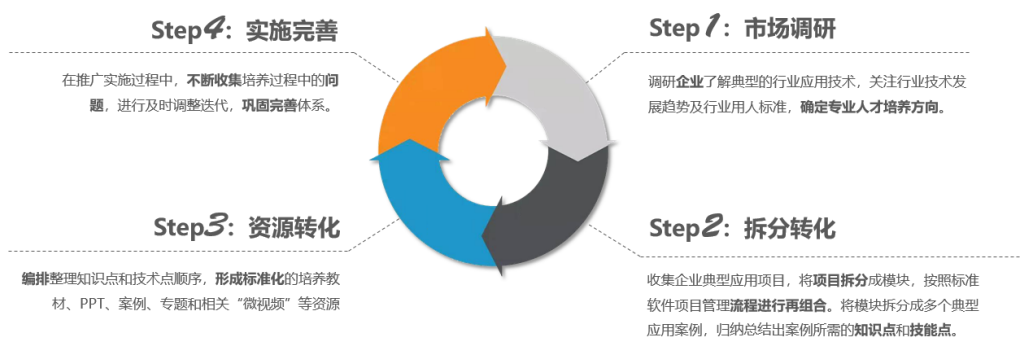 Step1：市场调研
调研企业了解典型的行业应用技术，关注行业技术发
展趋势及行业用人标准，确定专业人才培养方向。
Step2：拆分转化
收集企业典型应用项目，将项目拆分成模块，按照标准
软件项目管理流程进行再组合。将模块拆分成多个典型
应用案例，归纳总结出案例所需的知识点和技能点。
Step3：资源转化
编排整理知识点和技术点顺序，形成标准化的培养教
材、PPT、案例、专题和相关“微视频”等资源
Step4：实施完善
在推广实施过程中，不断收集培养过程中的问
题，进行及时调整迭代，巩固完善体系。